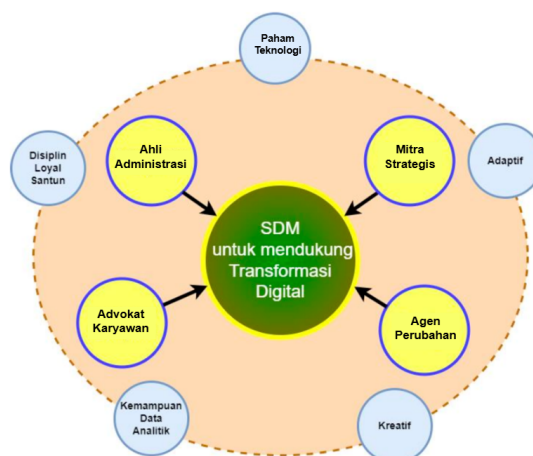 Paham
Teknologi
Ahli
Administrasi
Mitra
Strategis
Disiplin
Loyal
Santun
Adaptif
SDM
untuk mendukung
Transformasi
Digital
Advokat
Karyawan
Agen
Perubahan
Kemampuan
Data
Analitik
Kreatif